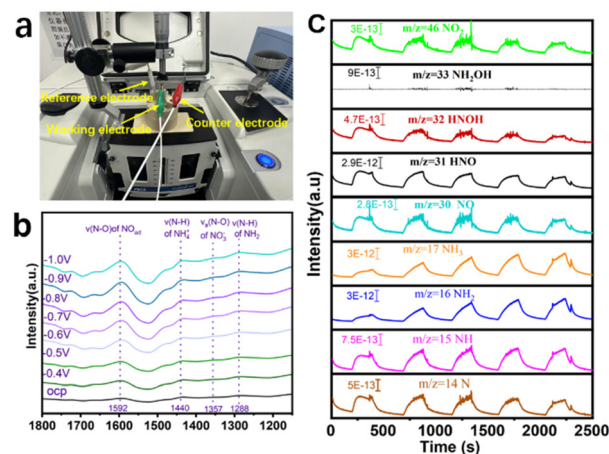 a
Reference electrode
Working electrode
Counter electrode
b
Intensity(a.u.)
ν(N-O)of NOad
ν(N-H) of NH4+
νs(N-O) of NO3-
ν(N-H) of NH2
-1.0V
-0.9V
-0.8V
-0.7V
-0.6V
-0.5V
-0.4V
ocp
1592
1440
1357
1288
1800 1700 1600 1500 1400 1300 1200
C
Intensity(a.u)
3E-13
m/z=46 NO2
9E-13
m/z=33 NH2OH
4.7E-13
m/z=32 HNOH
2.9E-12
m/z=31 HNO
2.8E-13
m/z=30 NO
3E-12
m/z=17 NH3
3E-12
m/z=16 NH2
7.5E-13
m/z=15 NH
5E-13
m/z=14 N
0 500 1000 1500 2000 2500
Time (s)